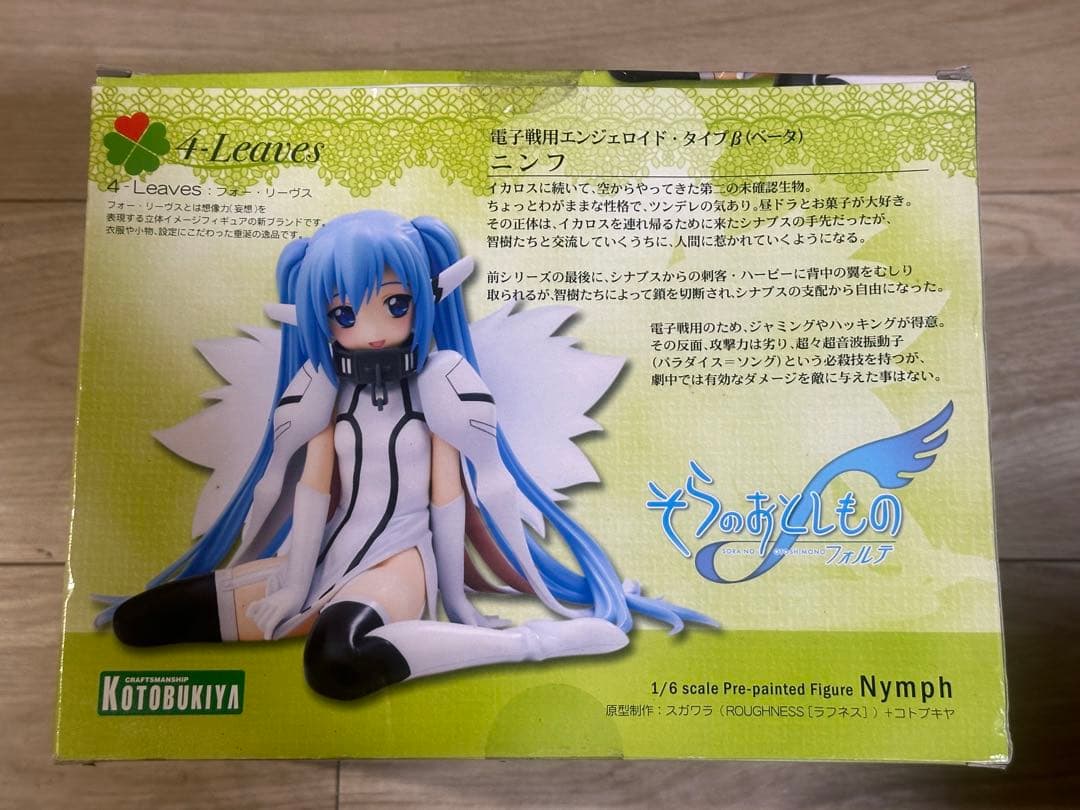 4-Leaves
4-Leaves:フォー・リーヴス
フォー・リーヴスとは想像力(妄想)を
表現する立体イメージフィギュアの新ブランドです。
衣服や小物、設定にこだわった垂涎の逸品です。
電子戦用エンジェロイド・タイプβ(ベータ)
ニンフ
イカロスに続いて、空からやってきた第二の未確認生物。
ちょっとわがままな性格で、ツンデレの気あり。昼ドラとお菓子が大好き。
その正体は、イカロスを連れ帰るために来たシナプスの手先だったが、
智樹たちと交流していくうちに、人間に惹かれていくようになる。
前シリーズの最後に、シナプスからの刺客・ハーピーに背中の翼をむしり
取られるが、智樹たちによって鎖を切断され、シナプスの支配から自由になった。
電子戦用のため、ジャミングやハッキングが得意。
その反面、攻撃力は劣り、超々超音波振動子
(パラダイス=ソング)という必殺技を持つが、
劇中では有効なダメージを敵に与えた事はない。
そらのおとしもの
SORA NO OTOSHIMONO
フォルテ
CRAFTSMANSHIP
KOTOBUKIYA
1/6 scale Pre-painted Figure Nymph
原型制作:スガワラ(ROUGHNESS[ラフネス])+コトブキヤ